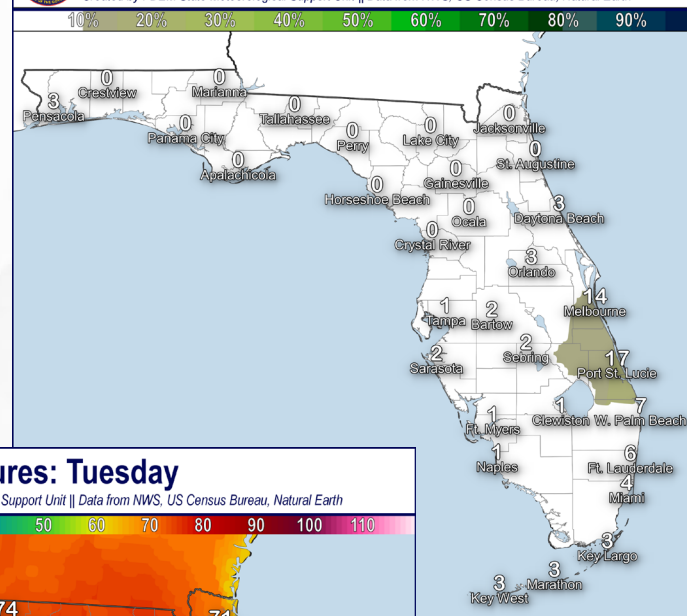 10% 20% 30% 40% 50% 60% 70% 80% 90%
0
Crestview
0
Marianna
3
Pensacola
0
Panama City
0
Tallahassee
0
Perry
0
Lake City
0
Jacksonville
0
St. Augustine
0
Apalachicola
0
Horseshoe Beach
0
Gainesville
0
Ocala
3
Daytona Beach
0
Crystal River
3
Orlando
14
Melbourne
1
Tampa
2
Bartow
2
Sebring
2
Sarasota
17
Port St. Lucie
1
Ft. Myers
1
Clewiston
7
W. Palm Beach
1
Naples
6
Ft. Lauderdale
4
Miami
3
Key Largo
3
Marathon
3
Key West
ures: Tuesday
Support Unit || Data from NWS, US Census Bureau, Natural Earth
50 60 70 80 90 100 110
74
71